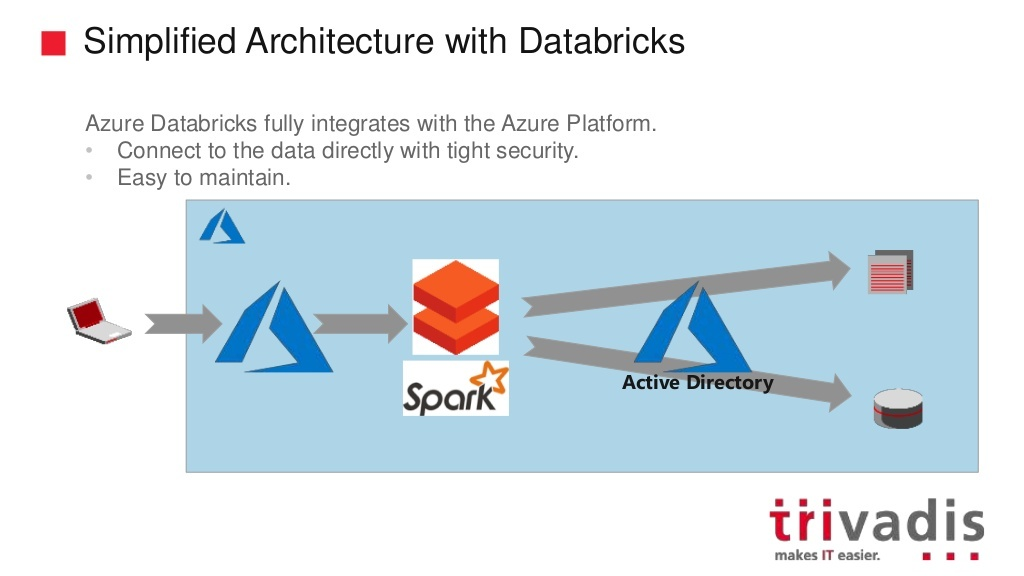 Simplified Architecture with Databricks
Azure Databricks fully integrates with the Azure Platform.
• Connect to the data directly with tight security.
• Easy to maintain.
Spark
Active Directory
trivadis
makes IT easier.